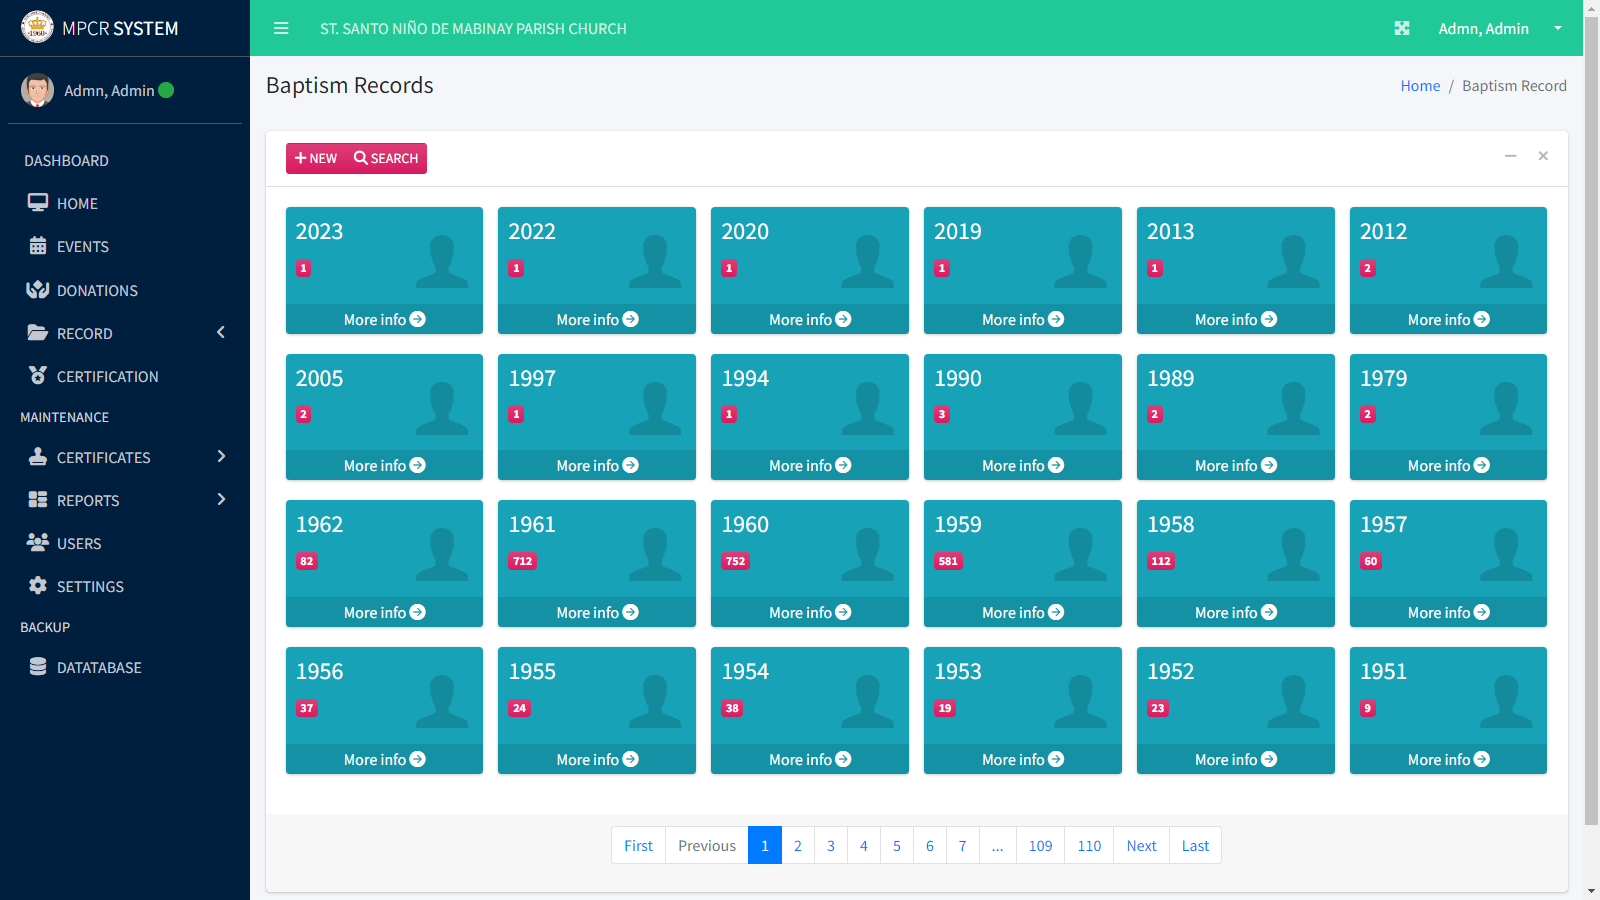 MPCR SYSTEM
ST. SANTO NIÑO DE MABINAY PARISH CHURCH
Admn, Admin
Admn, Admin
DASHBOARD
HOME
EVENTS
DONATIONS
RECORD
CERTIFICATION
MAINTENANCE
CERTIFICATES
REPORTS
USERS
SETTINGS
BACKUP
DATATABASE
Baptism Records
Home / Baptism Record
NEW SEARCH
2023 2022 2020 2019 2013 2012
1 1 1 1 1 2
More info More info More info More info More info More info
2005 1997 1994 1990 1989 1979
2 1 1 3 2 2
More info More info More info More info More info More info
1962 1961 1960 1959 1958 1957
82 712 752 581 112 60
More info More info More info More info More info More info
1956 1955 1954 1953 1952 1951
37 24 38 19 23 9
More info More info More info More info More info More info
First Previous 1 2 3 4 5 6 7 ... 109 110 Next Last